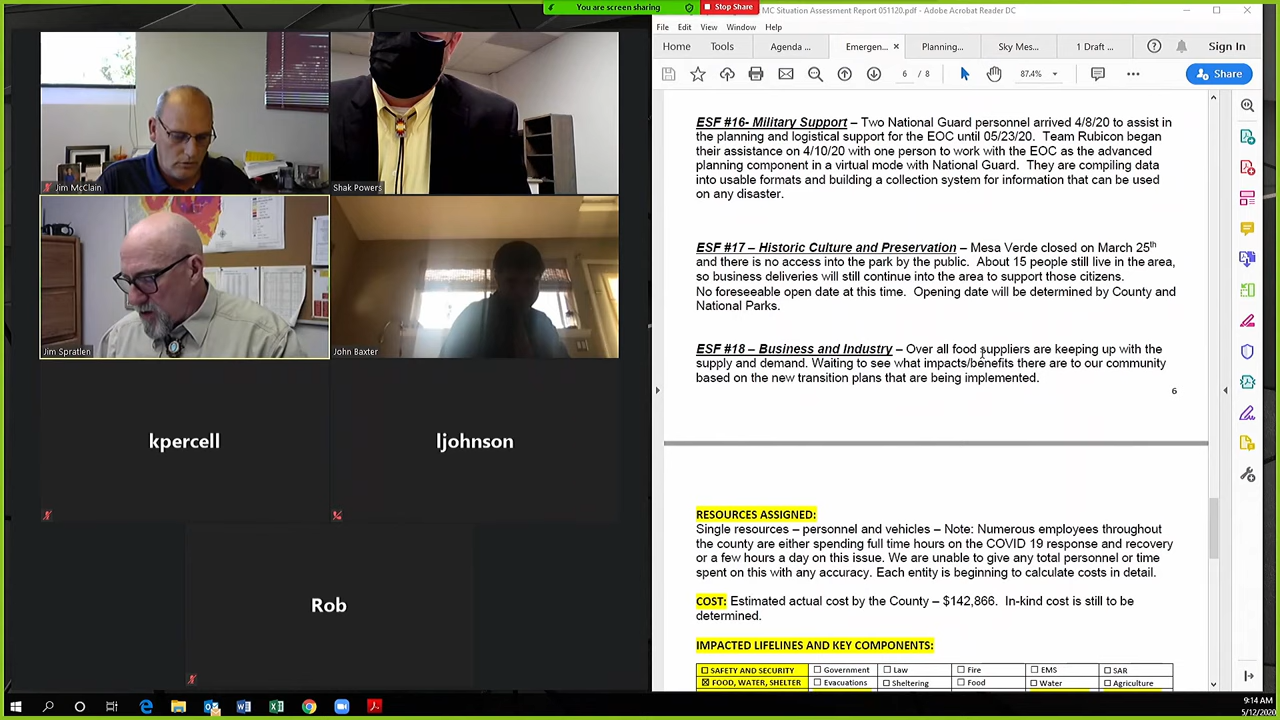 You are screen sharing
Stop Share
MC Situation Assessment Report 051120.pdf - Adobe Acrobat Reader DC
File Edit View Window Help
Home Tools Agenda ... Emergen... × Planning... Sky Mes... 1 Draft ... Sign In
6 / 87.4% Share
ESF #16- Military Support – Two National Guard personnel arrived 4/8/20 to assist in
the planning and logistical support for the EOC until 05/23/20. Team Rubicon began
their assistance on 4/10/20 with one person to work with the EOC as the advanced
planning component in a virtual mode with National Guard. They are compiling data
into usable formats and building a collection system for information that can be used
on any disaster.
ESF #17 – Historic Culture and Preservation – Mesa Verde closed on March 25th
and there is no access into the park by the public. About 15 people still live in the area,
so business deliveries will still continue into the area to support those citizens.
No foreseeable open date at this time. Opening date will be determined by County and
National Parks.
ESF #18 – Business and Industry – Over all food suppliers are keeping up with the
supply and demand. Waiting to see what impacts/benefits there are to our community
based on the new transition plans that are being implemented.
6
RESOURCES ASSIGNED:
Single resources – personnel and vehicles – Note: Numerous employees throughout
the county are either spending full time hours on the COVID 19 response and recovery
or a few hours a day on this issue. We are unable to give any total personnel or time
spent on this with any accuracy. Each entity is beginning to calculate costs in detail.
COST: Estimated actual cost by the County – $142,866. In-kind cost is still to be
determined.
IMPACTED LIFELINES AND KEY COMPONENTS:
☐ SAFETY AND SECURITY ☐ Government ☐ Law ☐ Fire ☐ EMS ☐ SAR
☒ FOOD, WATER, SHELTER ☐ Evacuations ☐ Sheltering ☐ Food ☐ Water ☐ Agriculture
Jim McClain
Shak Powers
Jim Spratlen
John Baxter
kpercell
ljohnson
Rob
9:14 AM
5/12/2020